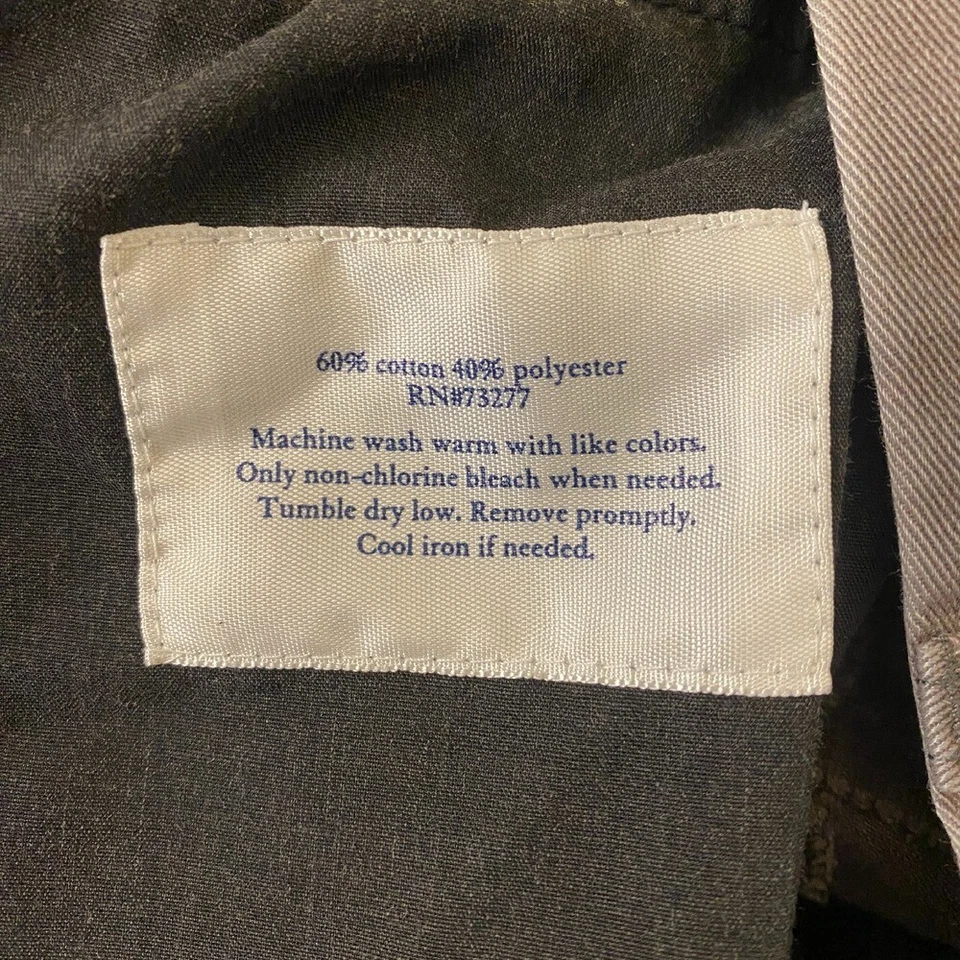 60% cotton 40% polyester
RN#73277
Machine wash warm with like colors.
Only non-chlorine bleach when needed.
Tumble dry low. Remove promptly.
Cool iron if needed.